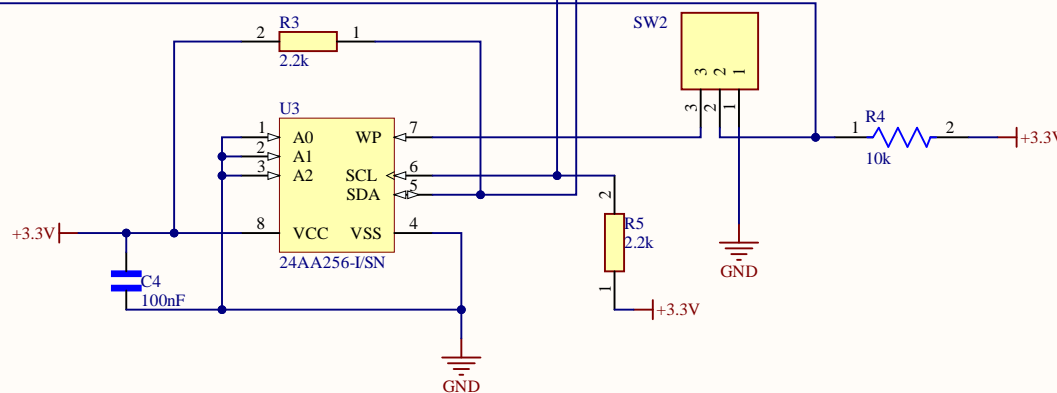 R3
2 1
2.2k
SW2
3 2 1
3 2 1
U3
1 A0 WP 7
2 A1
3 A2 SCL 6
SDA 5
8 VCC VSS 4
24AA256-I/SN
+3.3V
C4
100nF
GND
2
R5
2.2k
1
+3.3V
GND
R4
1 2
10k
+3.3V